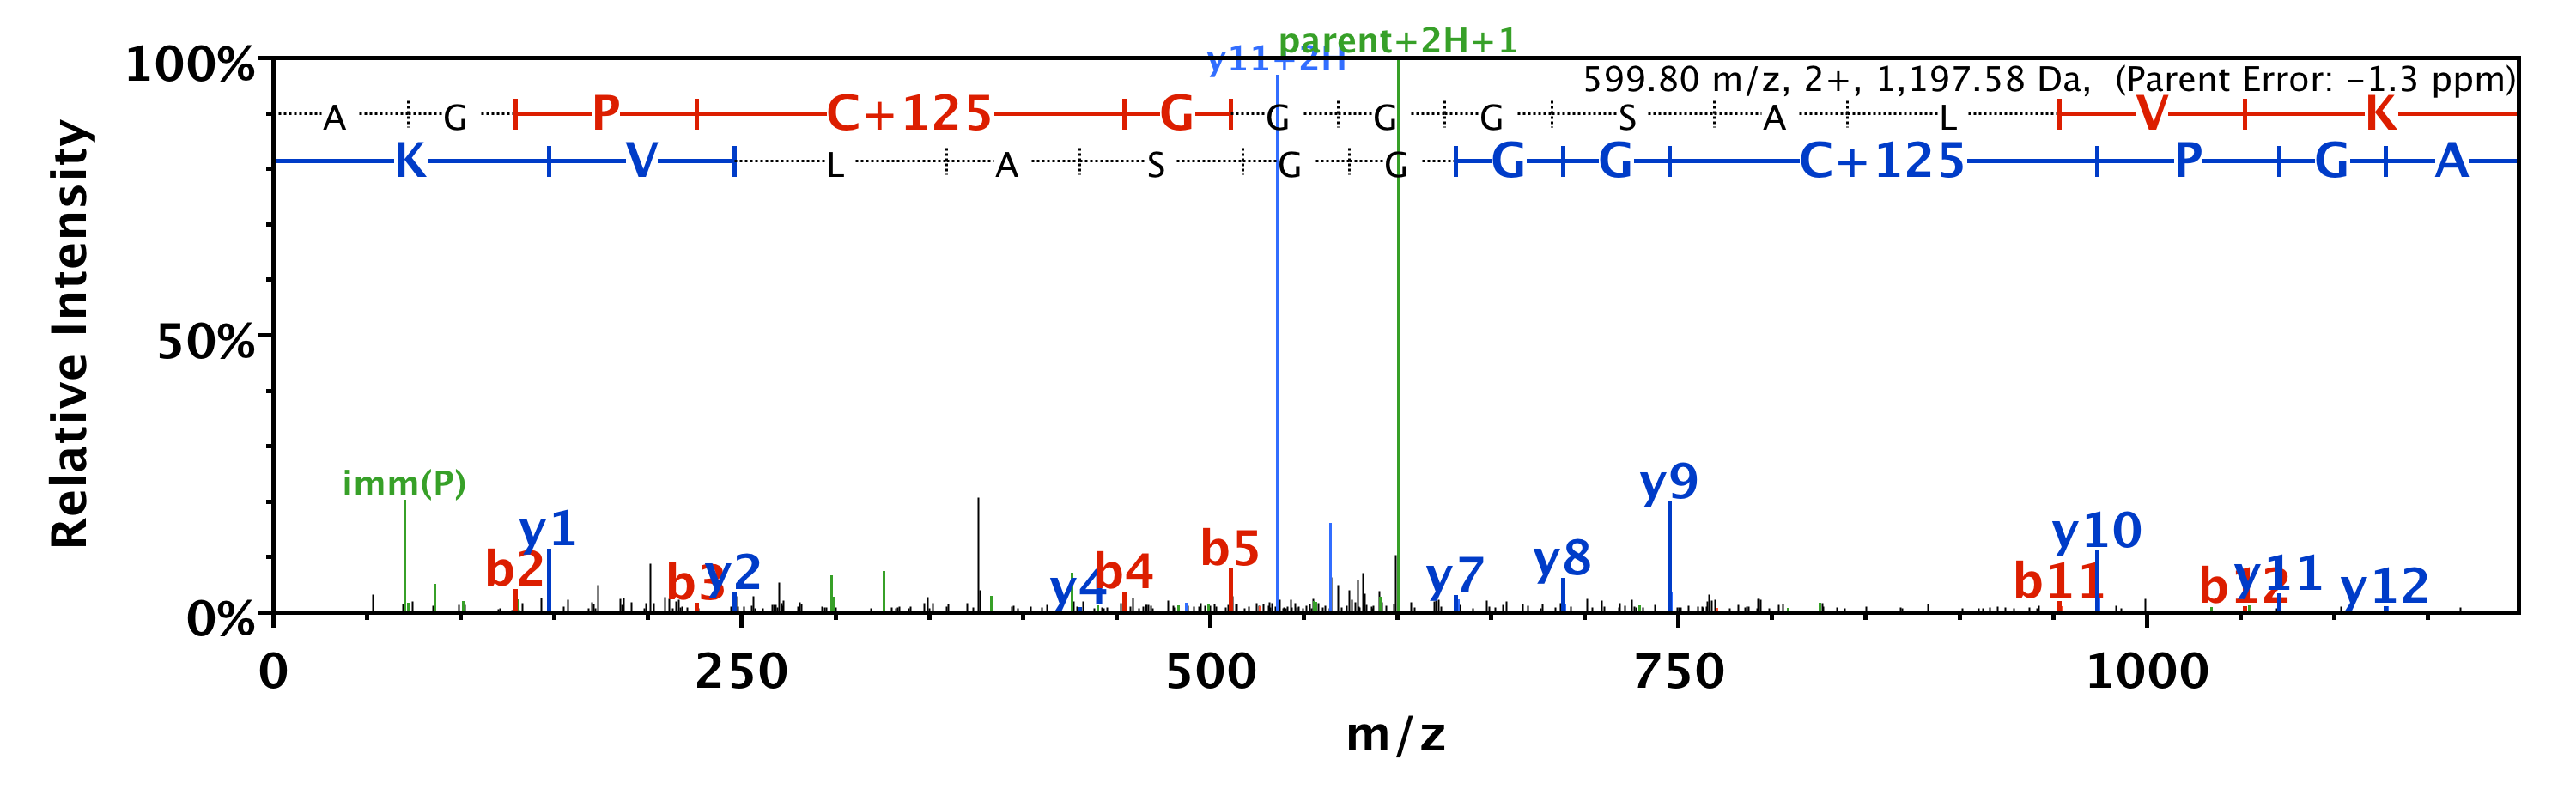 parent+2H+1
y11+2H
100%
599.80 m/z, 2+, 1,197.58 Da, (Parent Error: −1.3 ppm)
A G P C+125 G G G G S A L V K
K V L A S G G G G C+125 P G A
Relative Intensity
50%
imm(P)
b2 y1 b3 y2 y4 b4 b5 y7 y8 y9 b11 y10 b12 y11 y12
0%
0 250 500 750 1000
m/z